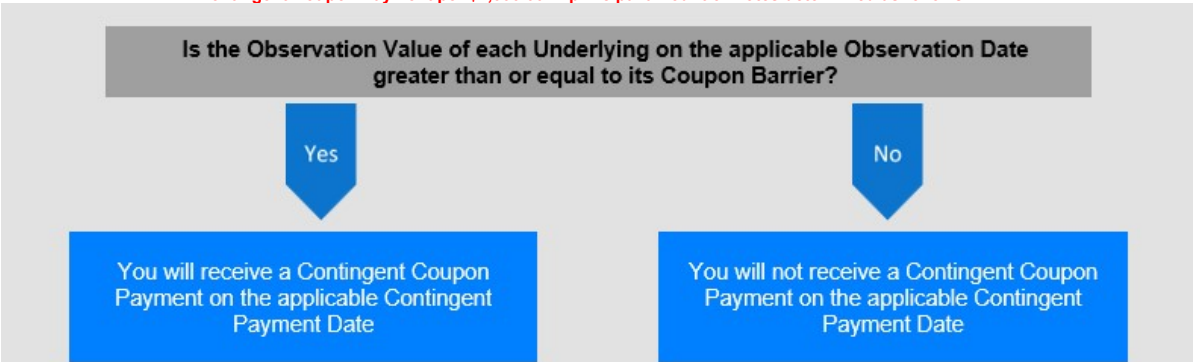 Is the Observation Value of each Underlying on the applicable Observation Date
greater than or equal to its Coupon Barrier?
Yes
No
You will receive a Contingent Coupon
Payment on the applicable Contingent
Payment Date
You will not receive a Contingent Coupon
Payment on the applicable Contingent
Payment Date